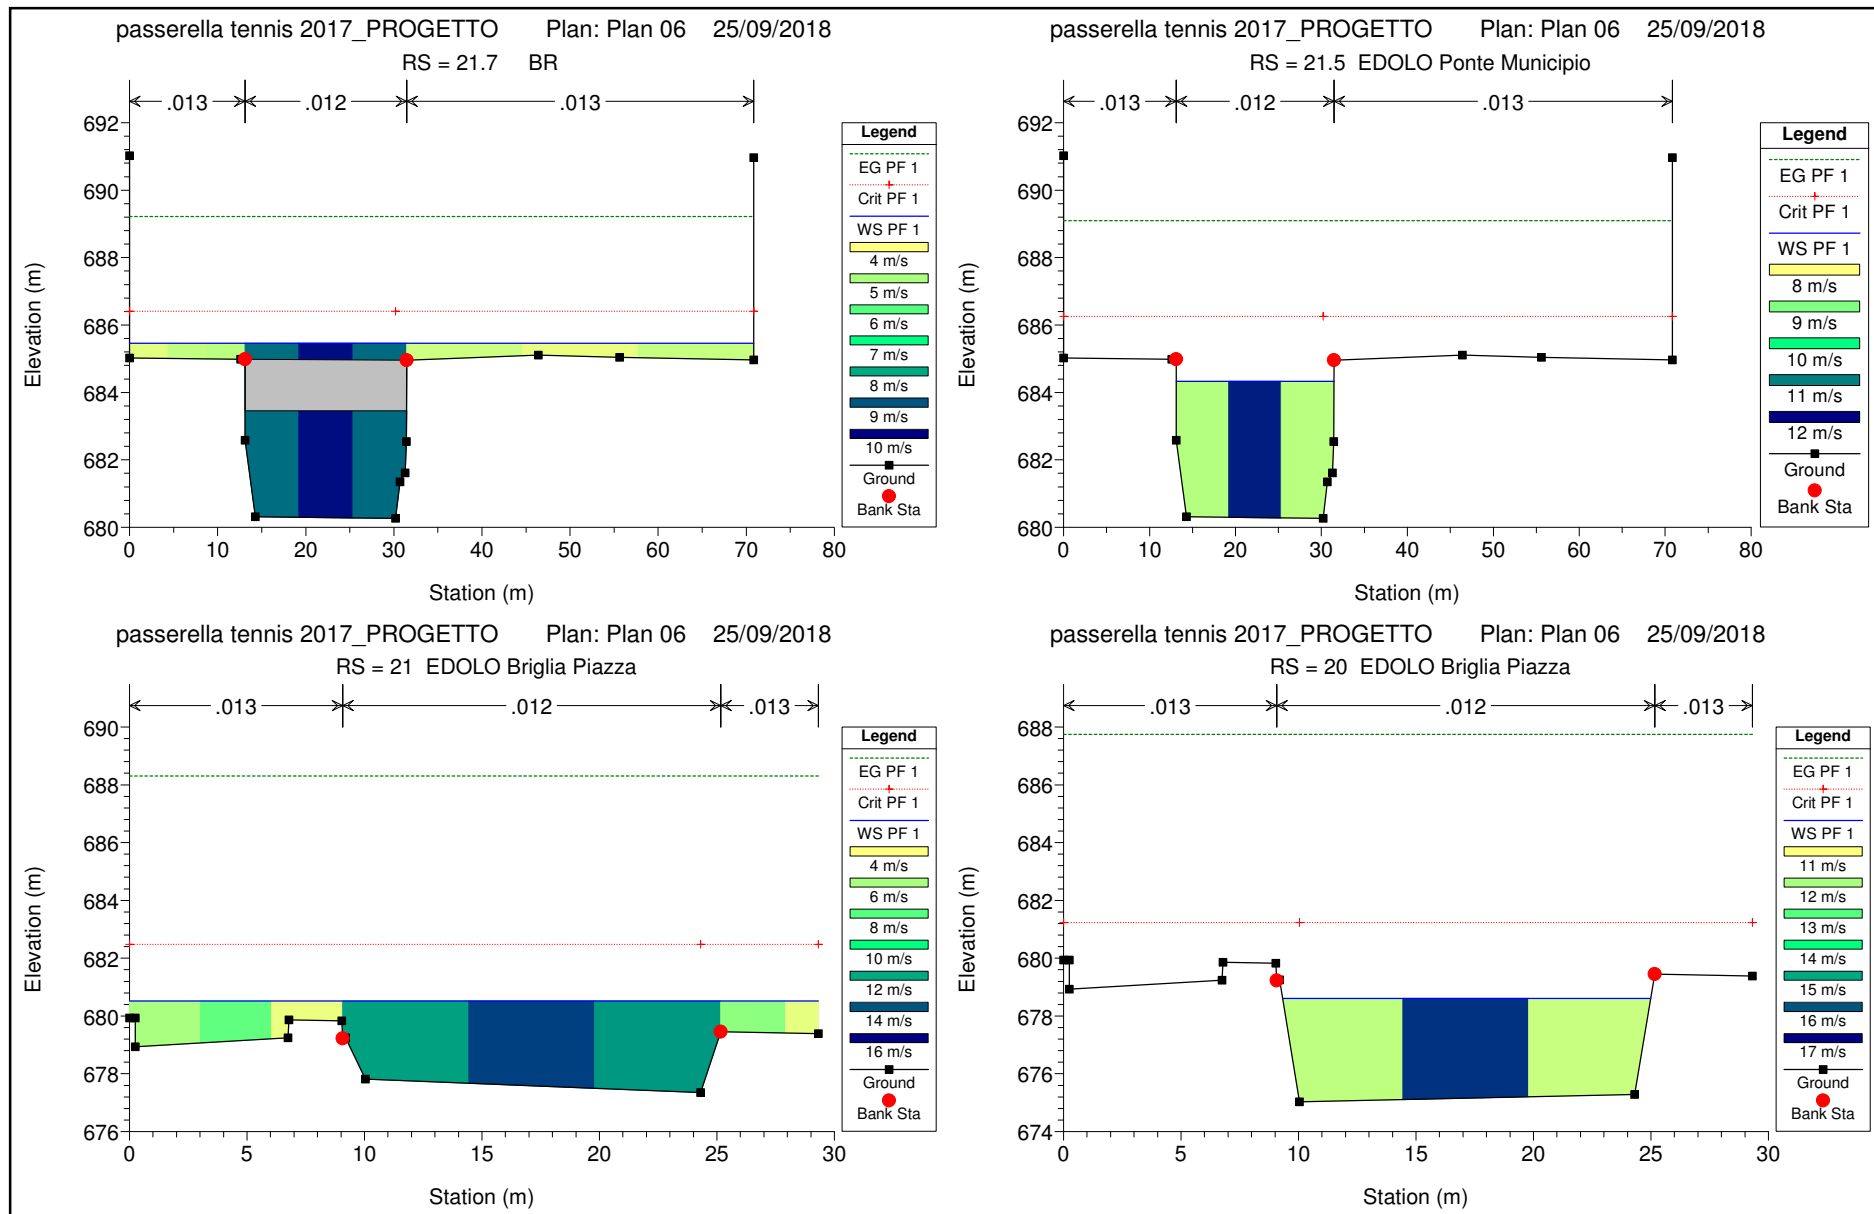 passerella tennis 2017_PROGETTO Plan: Plan 06 25/09/2018
RS = 21.7 BR
.013 .012 .013
692
690
688
686
684
682
680
Elevation (m)
0 10 20 30 40 50 60 70 80
Station (m)
Legend
EG PF 1
Crit PF 1
WS PF 1
4 m/s
5 m/s
6 m/s
7 m/s
8 m/s
9 m/s
10 m/s
Ground
Bank Sta
passerella tennis 2017_PROGETTO Plan: Plan 06 25/09/2018
RS = 21.5 EDOLO Ponte Municipio
.013 .012 .013
692
690
688
686
684
682
680
Elevation (m)
0 10 20 30 40 50 60 70 80
Station (m)
Legend
EG PF 1
Crit PF 1
WS PF 1
8 m/s
9 m/s
10 m/s
11 m/s
12 m/s
Ground
Bank Sta
passerella tennis 2017_PROGETTO Plan: Plan 06 25/09/2018
RS = 21 EDOLO Briglia Piazza
.013 .012 .013
690
688
686
684
682
680
678
676
Elevation (m)
0 5 10 15 20 25 30
Station (m)
Legend
EG PF 1
Crit PF 1
WS PF 1
4 m/s
6 m/s
8 m/s
10 m/s
12 m/s
14 m/s
16 m/s
Ground
Bank Sta
passerella tennis 2017_PROGETTO Plan: Plan 06 25/09/2018
RS = 20 EDOLO Briglia Piazza
.013 .012 .013
688
686
684
682
680
678
676
674
Elevation (m)
0 5 10 15 20 25 30
Station (m)
Legend
EG PF 1
Crit PF 1
WS PF 1
11 m/s
12 m/s
13 m/s
14 m/s
15 m/s
16 m/s
17 m/s
Ground
Bank Sta